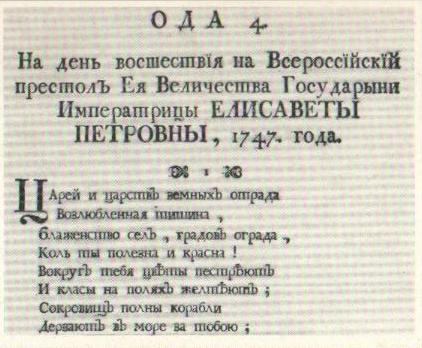 ОДА 4.
На день восшествїя на Всероссїйскїй
престолъ Ея Величества Государыни
Императрицы ЕЛИСАВЕТЫ
ПЕТРОВНЫ, 1747. года.
1
Царей и царствъ земныхъ отрада
Возлюбленная тишина,
блаженство селъ, градовъ ограда,
Коль ты полезна и красна!
Вокругъ тебя цвѣты пестрѣютъ
И класы на поляхъ желтѣютъ;
Сокровищъ полны корабли
Дерзаютъ въ море за тобою;